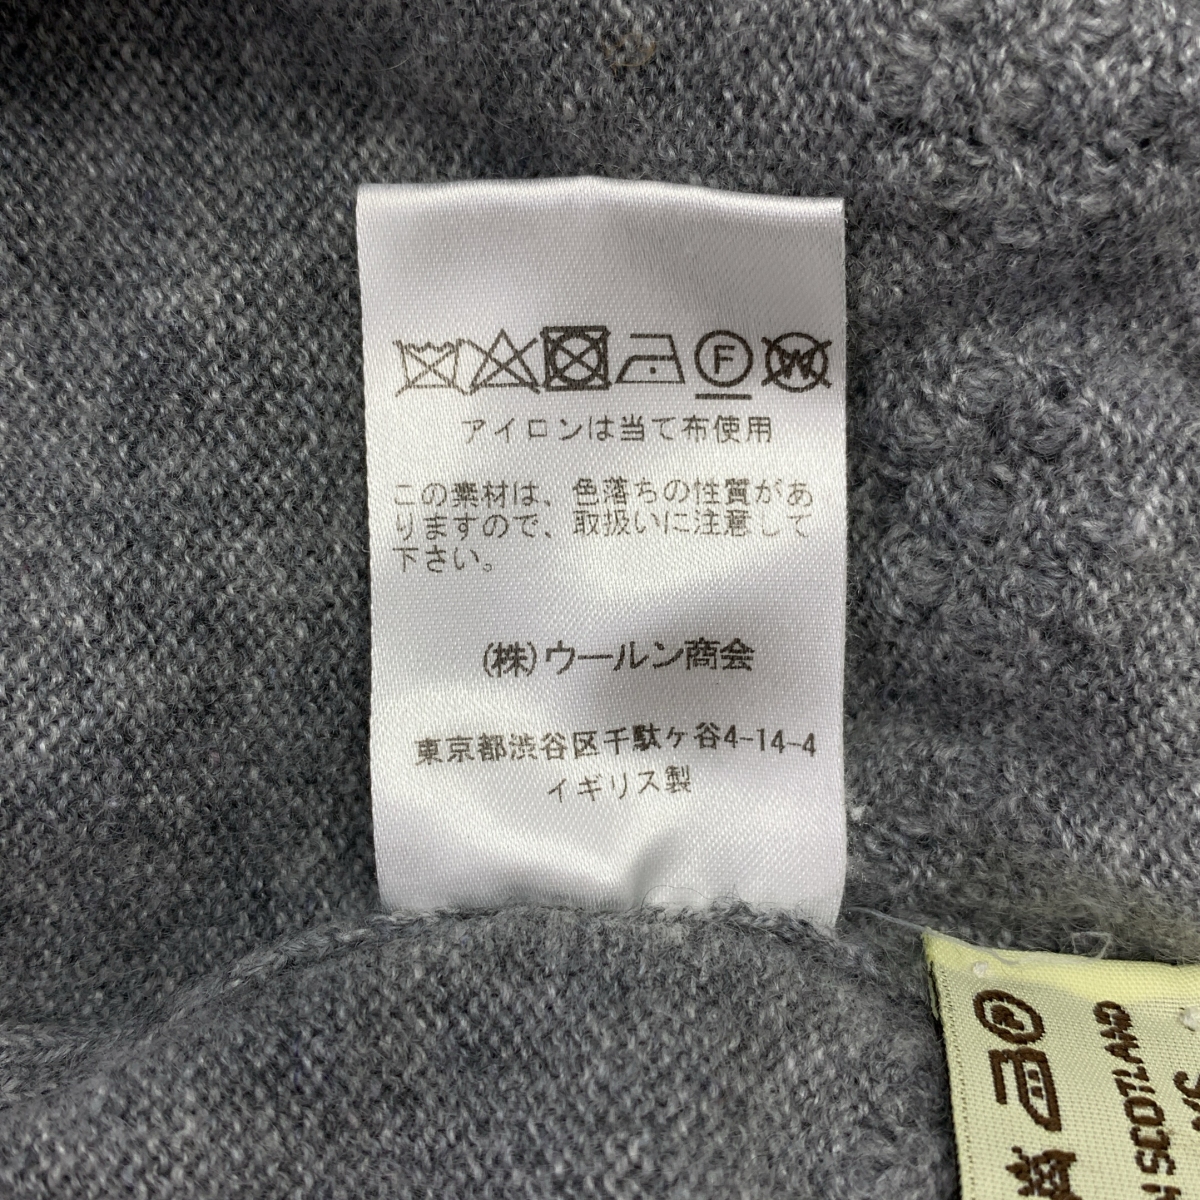 F W
アイロンは当て布使用
この素材は、色落ちの性質があ
りますので、取扱いに注意して
下さい。
(株)ウールン商会
東京都渋谷区千駄ケ谷4-14-4
イギリス製
SCOTLAND